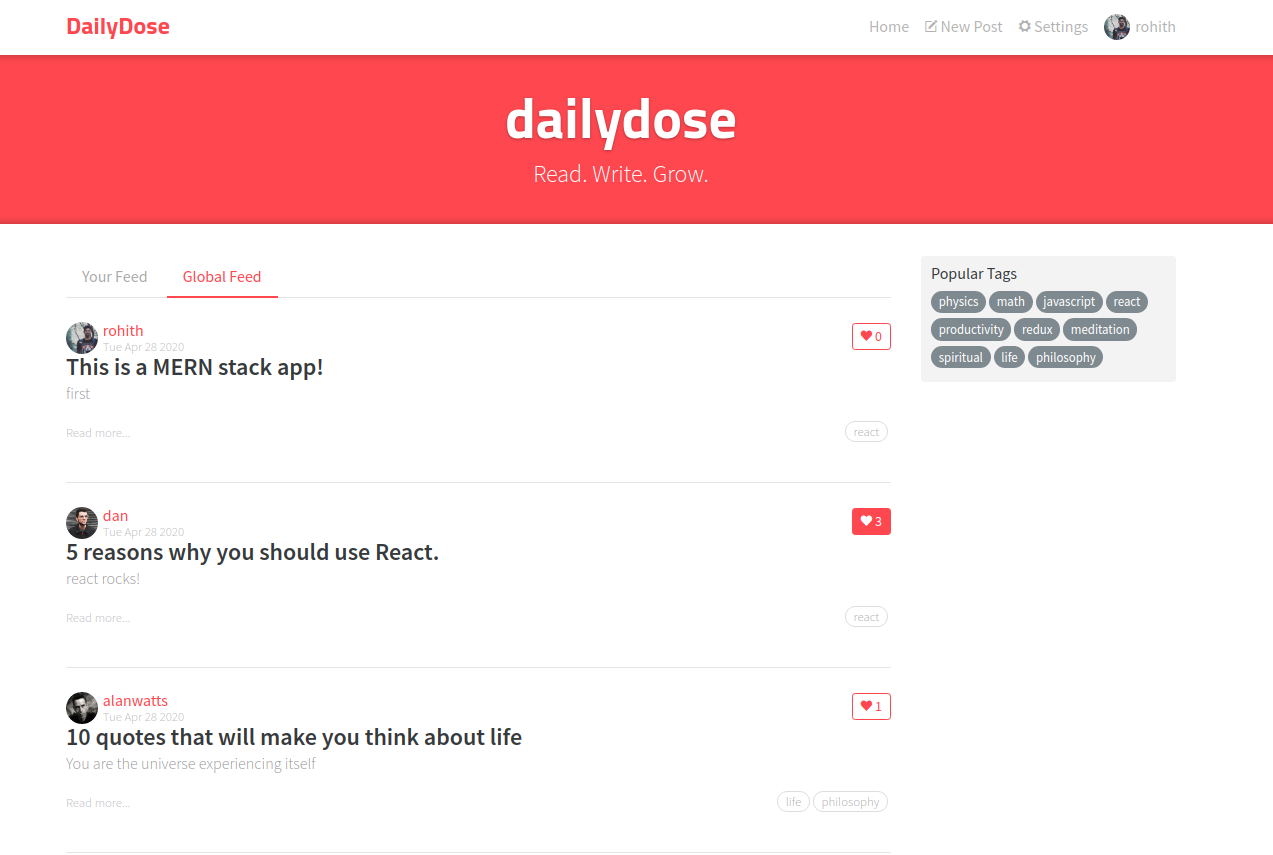 DailyDose
Home New Post Settings rohith
dailydose
Read. Write. Grow.
Your Feed Global Feed
rohith
Tue Apr 28 2020
0
This is a MERN stack app!
first
Read more...
react
dan
Tue Apr 28 2020
3
5 reasons why you should use React.
react rocks!
Read more...
react
alanwatts
Tue Apr 28 2020
1
10 quotes that will make you think about life
You are the universe experiencing itself
Read more...
life philosophy
Popular Tags
physics math javascript react
productivity redux meditation
spiritual life philosophy